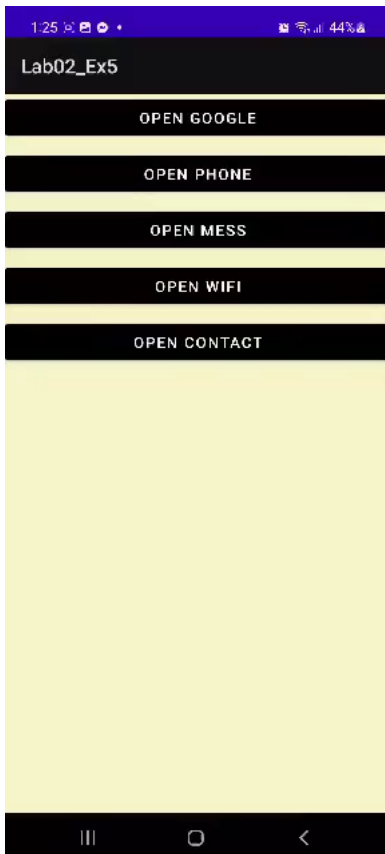 1:25
44%
Lab02_Ex5
OPEN GOOGLE
OPEN PHONE
OPEN MESS
OPEN WIFI
OPEN CONTACT